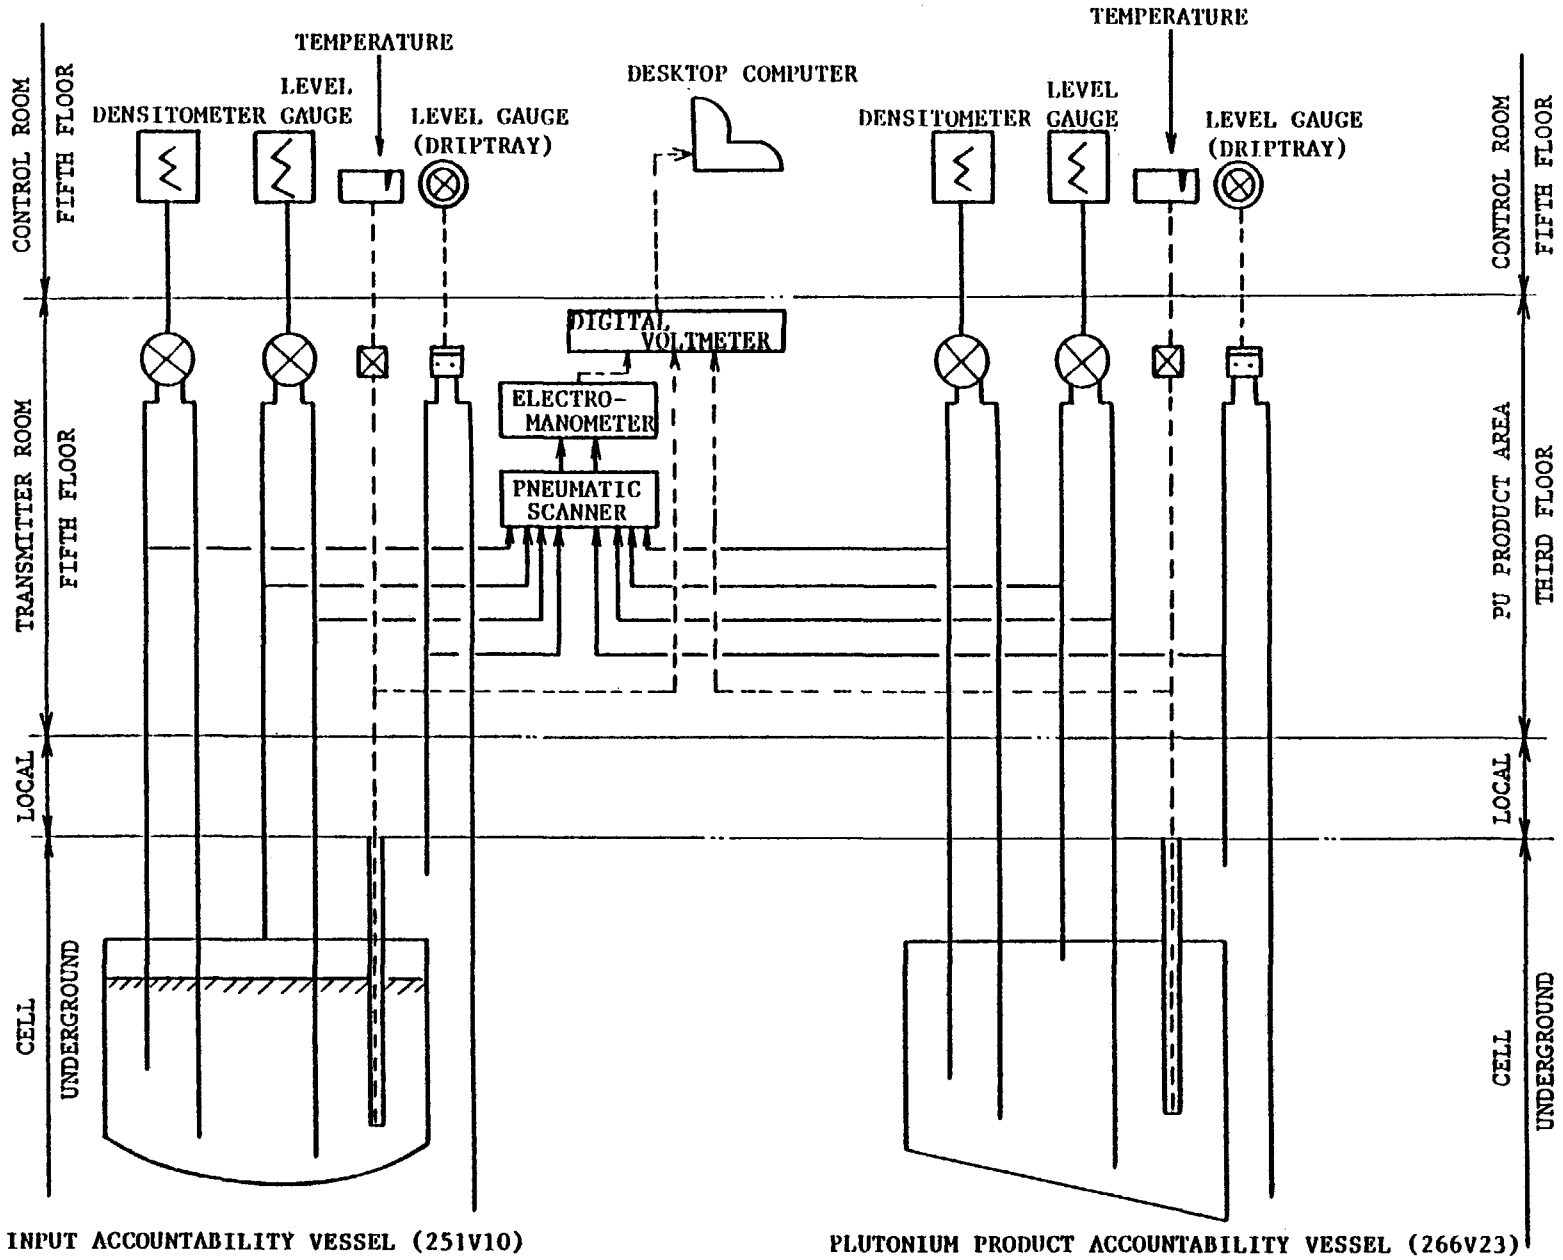 TEMPERATURE
TEMPERATURE
DESKTOP COMPUTER
LEVEL
GAUGE
DENSITOMETER
LEVEL GAUGE
(DRIPTRAY)
LEVEL
GAUGE
DENSITOMETER
LEVEL GAUGE
(DRIPTRAY)
CONTROL ROOM
FIFTH FLOOR
CONTROL ROOM
FIFTH FLOOR
DIGITAL
VOLTMETER
ELECTRO-
MANOMETER
PNEUMATIC
SCANNER
TRANSMITTER ROOM
FIFTH FLOOR
PU PRODUCT AREA
THIRD FLOOR
LOCAL
LOCAL
CELL
UNDERGROUND
CELL
UNDERGROUND
INPUT ACCOUNTABILITY VESSEL (251V10)
PLUTONIUM PRODUCT ACCOUNTABILITY VESSEL (266V23)